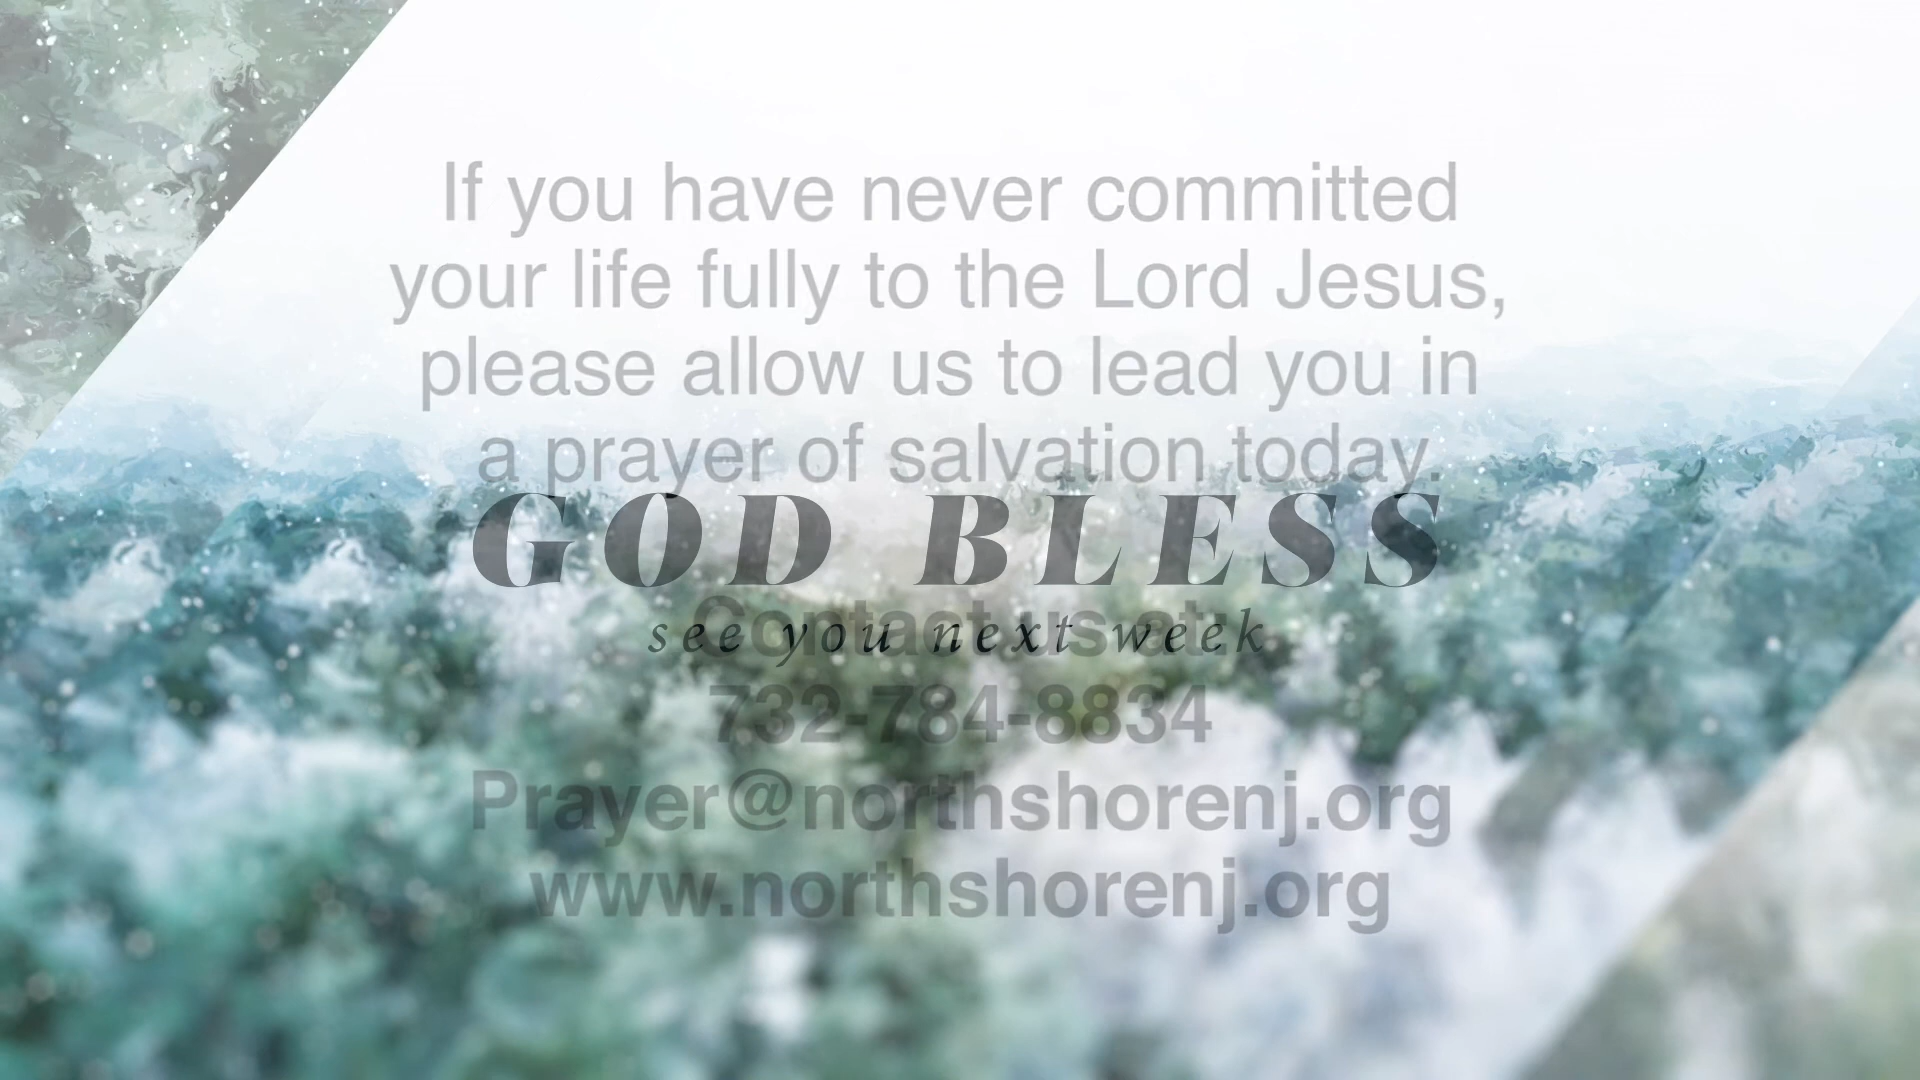 If you have never committed
your life fully to the Lord Jesus,
please allow us to lead you in
a prayer of salvation today.
GOD BLESS
Contact us at:
see you next week
732-784-8834
Prayer@northshorenj.org
www.northshorenj.org